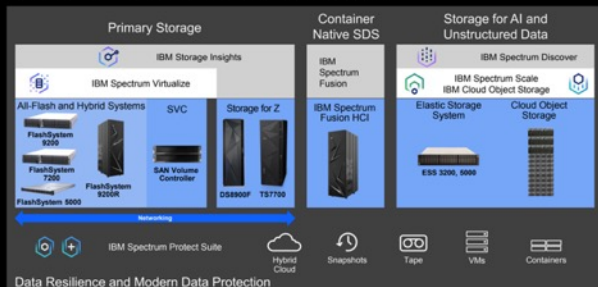 Primary Storage
Container
Native SDS
Storage for AI and
Unstructured Data
IBM Storage Insights
IBM Spectrum Virtualize
IBM
Spectrum
Fusion
IBM Spectrum Discover
IBM Spectrum Scale
IBM Cloud Object Storage
All-Flash and Hybrid Systems
FlashSystem
9200
FlashSystem
7200
FlashSystem 5000
FlashSystem
9200R
SVC
SAN Volume
Controller
Storage for Z
DS8900F
TS7700
IBM Spectrum
Fusion HCI
Elastic Storage
System
ESS 3200, 5000
Cloud Object
Storage
Networking
IBM Spectrum Protect Suite
Hybrid
Cloud
Snapshots
Tape
VMs
Containers
Data Resilience and Modern Data Protection